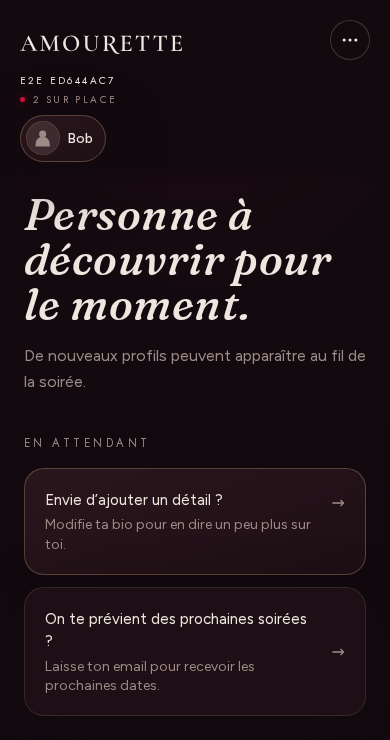 AMOURETTE
E2E ED644AC7
2 SUR PLACE
Bob
Personne à
découvrir pour
le moment.
De nouveaux profils peuvent apparaître au fil de
la soirée.
EN ATTENDANT
Envie d’ajouter un détail ?
→
Modifie ta bio pour en dire un peu plus sur
toi.
On te prévient des prochaines soirées
?
→
Laisse ton email pour recevoir les
prochaines dates.